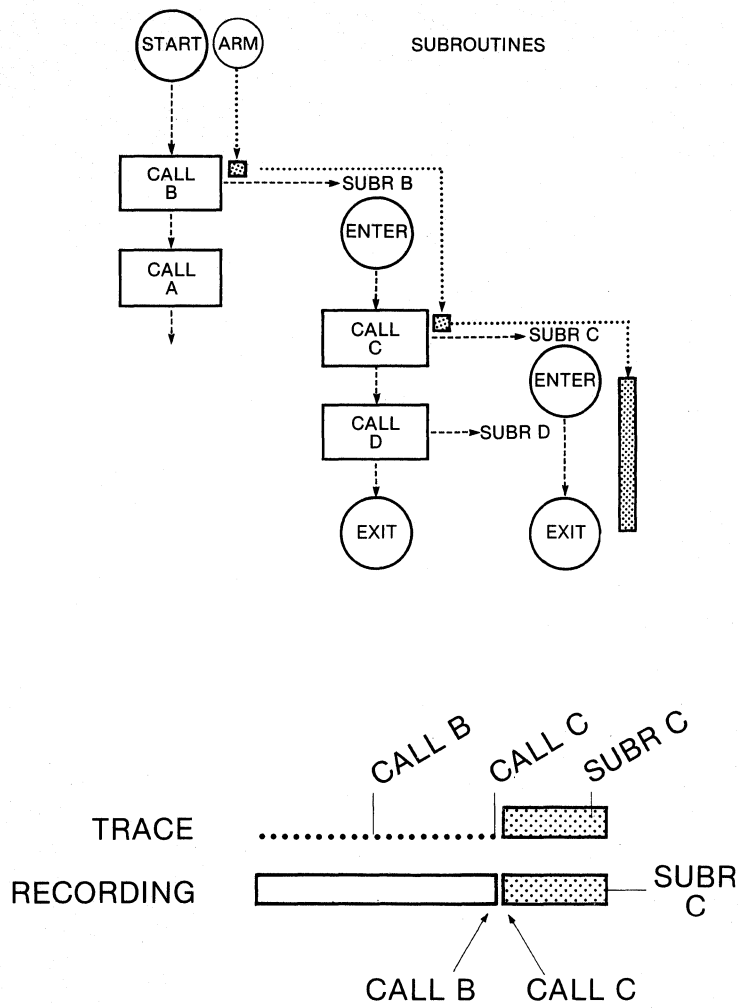 START
ARM
SUBROUTINES
CALL
B
SUBR B
ENTER
CALL
A
CALL
C
SUBR C
ENTER
CALL
D
SUBR D
EXIT
EXIT
CALL B
CALL C
SUBR C
TRACE
RECORDING
SUBR
C
CALL B
CALL C